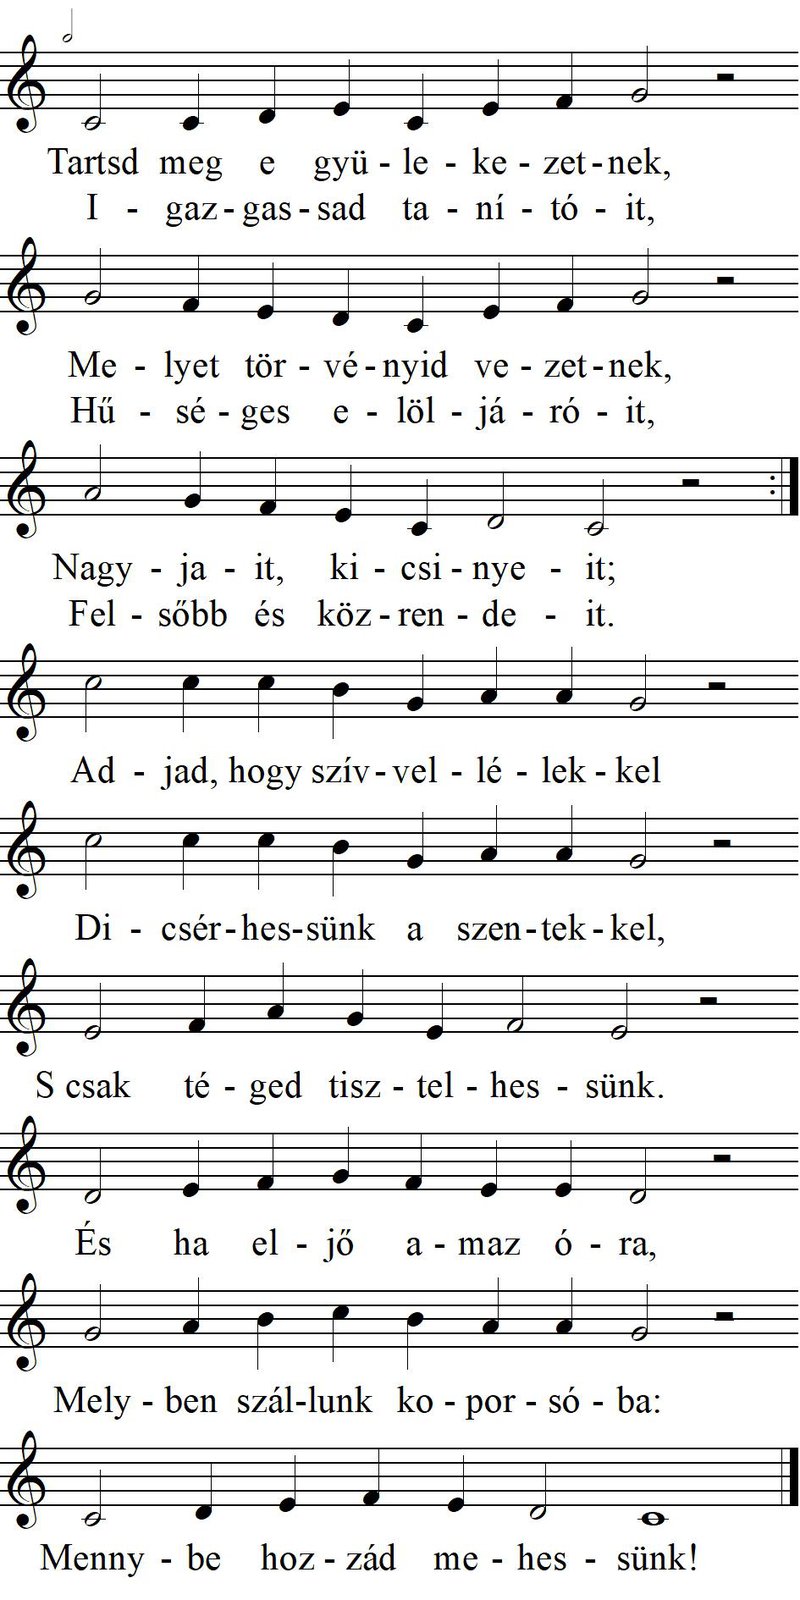 Tartsd meg e gyü - le - ke - zet - nek,
I - gaz - gas - sad ta - ní - tó - it,
Me - lyet tör - vé - nyid ve - zet - nek,
Hű - sé - ges e - löl - já - ró - it,
Nagy - ja - it, ki - csi - nye - it;
Fel - sőbb és köz - ren - de - it.
Ad - jad, hogy szív - vel - lé - lek - kel
Di - csér - hes - sünk a szen - tek - kel,
S csak té - ged tisz - tel - hes - sünk.
És ha el - jő a - maz ó - ra,
Mely - ben szál - lunk ko - por - só - ba:
Menny - be hoz - zád me - hes - sünk!